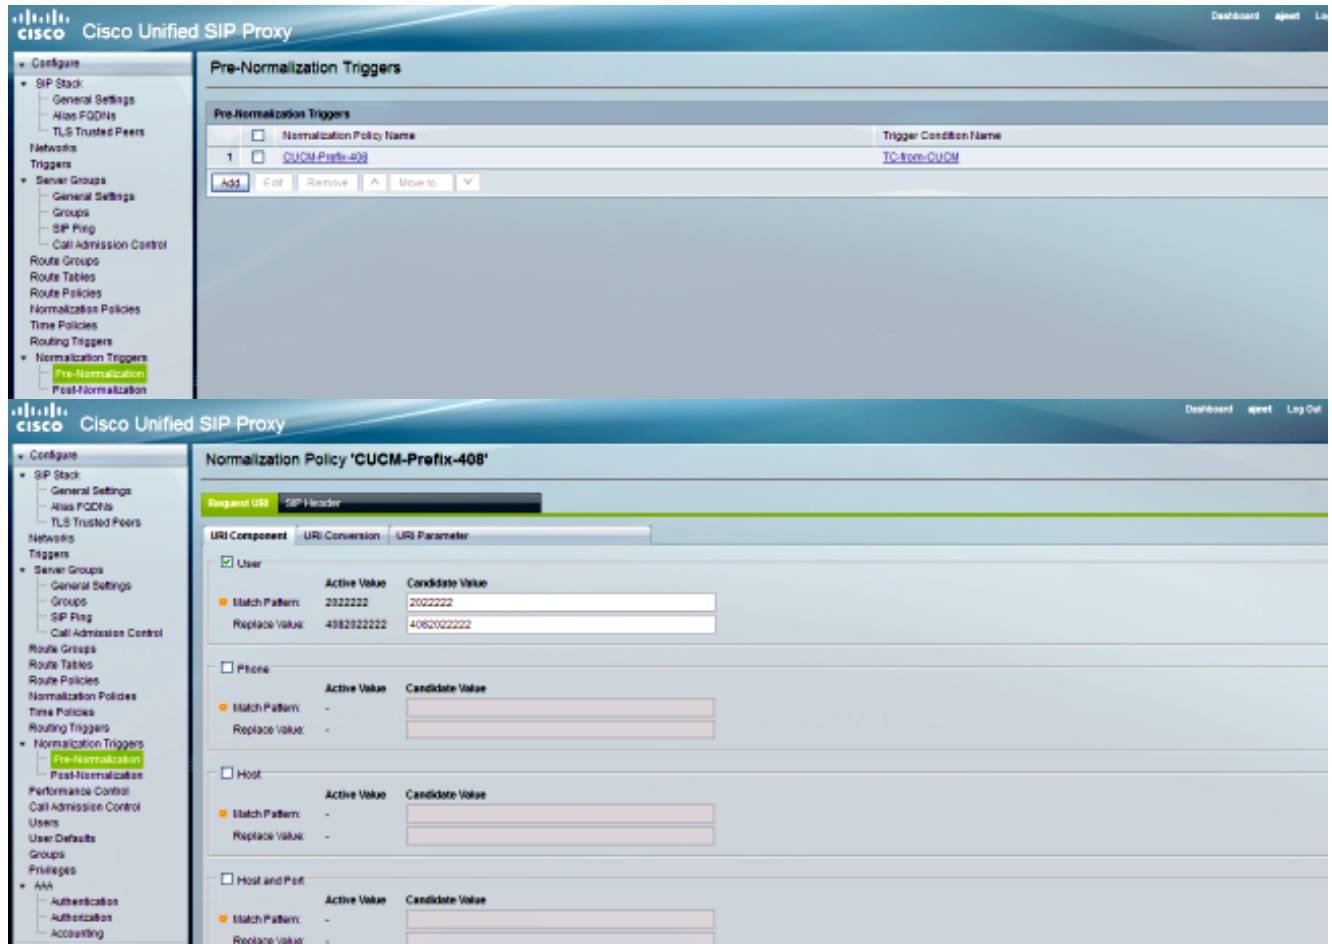 cisco Cisco Unified SIP Proxy Dashboard ajeet
Configure
SIP Stack
General Settings
Alias FQDNs
TLS Trusted Peers
Networks
Triggers
Server Groups
General Settings
Groups
SIP Ping
Call Admission Control
Route Groups
Route Tables
Route Policies
Normalization Policies
Time Policies
Routing Triggers
Normalization Triggers
Pre-Normalization
Post-Normalization
Pre-Normalization Triggers
Pre-Normalization Triggers
Normalization Policy Name Trigger Condition Name
1 CUCM-Prefix-408 TC-from-CUCM
Add Edit Remove Move to
cisco Cisco Unified SIP Proxy Dashboard ajeet Log Out
Configure
SIP Stack
General Settings
Alias FQDNs
TLS Trusted Peers
Networks
Triggers
Server Groups
General Settings
Groups
SIP Ping
Call Admission Control
Route Groups
Route Tables
Route Policies
Normalization Policies
Time Policies
Routing Triggers
Normalization Triggers
Pre-Normalization
Post-Normalization
Performance Control
Call Admission Control
Users
User Defaults
Groups
Privileges
AAA
Authentication
Authorization
Accounting
Normalization Policy 'CUCM-Prefix-408'
Request URI SIP Header
URI Component URI Conversion URI Parameter
User
Active Value Candidate Value
Match Pattern: 2022222 2022222
Replace Value: 4082022222 4082022222
Phone
Active Value Candidate Value
Match Pattern: -
Replace Value: -
Host
Active Value Candidate Value
Match Pattern: -
Replace Value: -
Host and Port
Active Value Candidate Value
Match Pattern: -
Replace Value: -